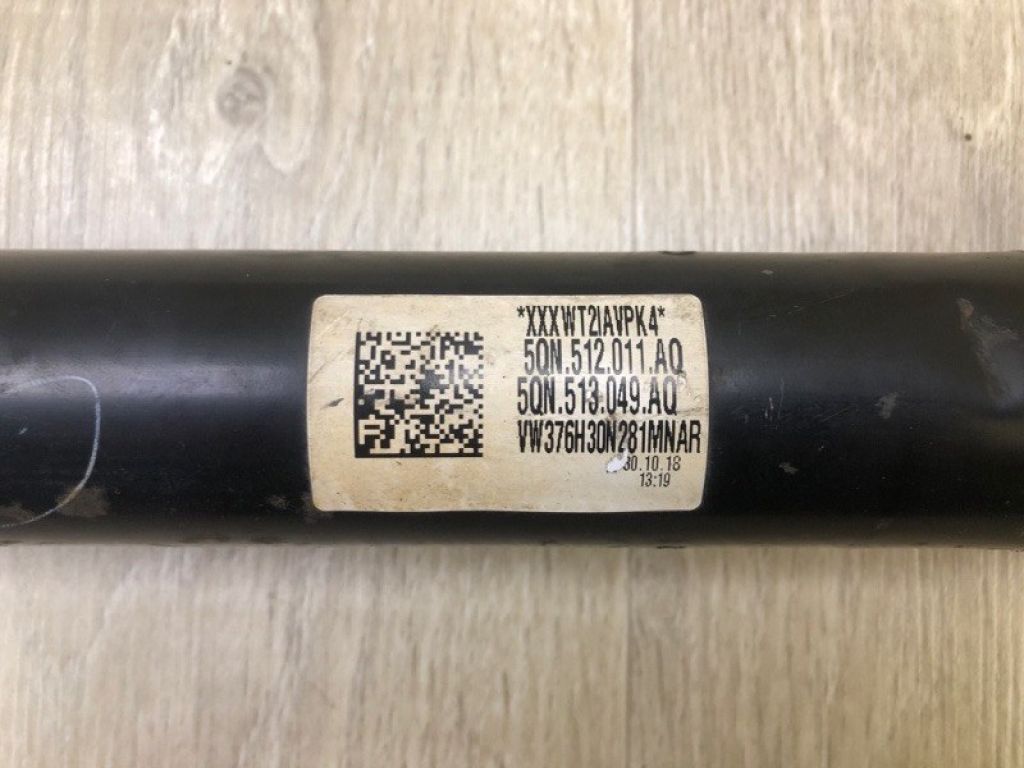 *XXXWT2IAVPK4*
5QN.512.011.AQ
5QN.513.049.AQ
VW376H30N281MNAR
30.10.18
13:19